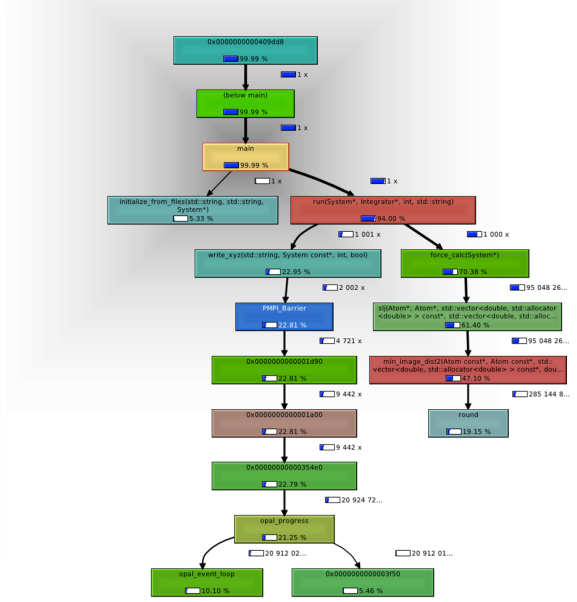 0x0000000000409dd8
99.99 %
1 x
(below main)
99.99 %
1 x
main
99.99 %
1 x
1 x
initialize_from_files(std::string, std::string,
System*)
5.33 %
run(System*, Integrator*, int, std::string)
94.00 %
1 001 x
1 000 x
write_xyz(std::string, System const*, int, bool)
22.95 %
force_calc(System*)
70.38 %
2 002 x
95 048 26...
PMPI_Barrier
22.81 %
slj(Atom*, Atom*, std::vector<double, std::allocator
<double> > const*, std::vector<double, std::alloc...
61.40 %
4 721 x
95 048 26...
0x0000000000001d90
22.81 %
min_image_dist2(Atom const*, Atom const*, std::
vector<double, std::allocator<double> > const*, dou...
47.10 %
9 442 x
285 144 8...
0x0000000000001a00
22.81 %
round
19.15 %
9 442 x
0x00000000000354e0
22.79 %
20 924 72...
opal_progress
21.25 %
20 912 02...
20 912 01...
opal_event_loop
10.10 %
0x0000000000003f50
5.46 %